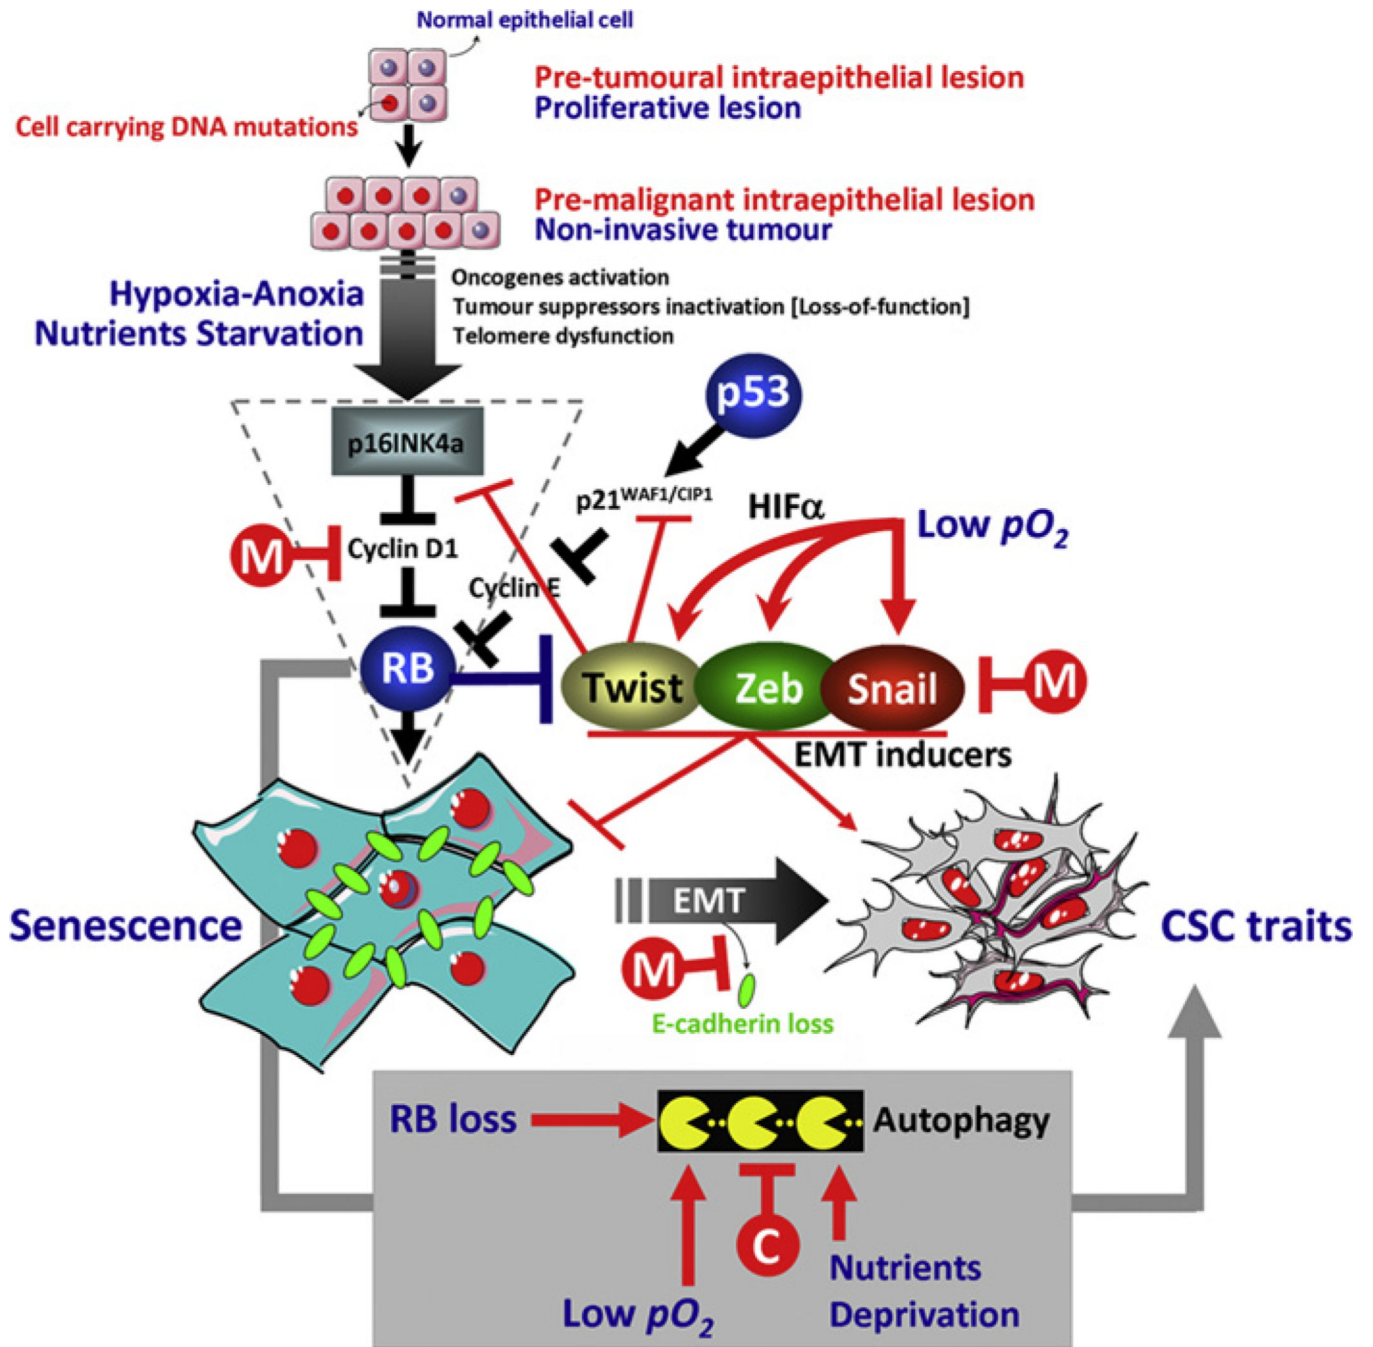 Normal epithelial cell
Pre-tumoural intraepithelial lesion
Proliferative lesion
Cell carrying DNA mutations
Pre-malignant intraepithelial lesion
Non-invasive tumour
Hypoxia-Anoxia
Nutrients Starvation
Oncogenes activation
Tumour suppressors inactivation [Loss-of-function]
Telomere dysfunction
p53
p16INK4a
p21WAF1/CIP1
HIFα
Low pO2
M
Cyclin D1
Cyclin E
RB
Twist
Zeb
Snail
M
EMT inducers
EMT
Senescence
CSC traits
M
E-cadherin loss
RB loss
Autophagy
C
Nutrients
Deprivation
Low pO2